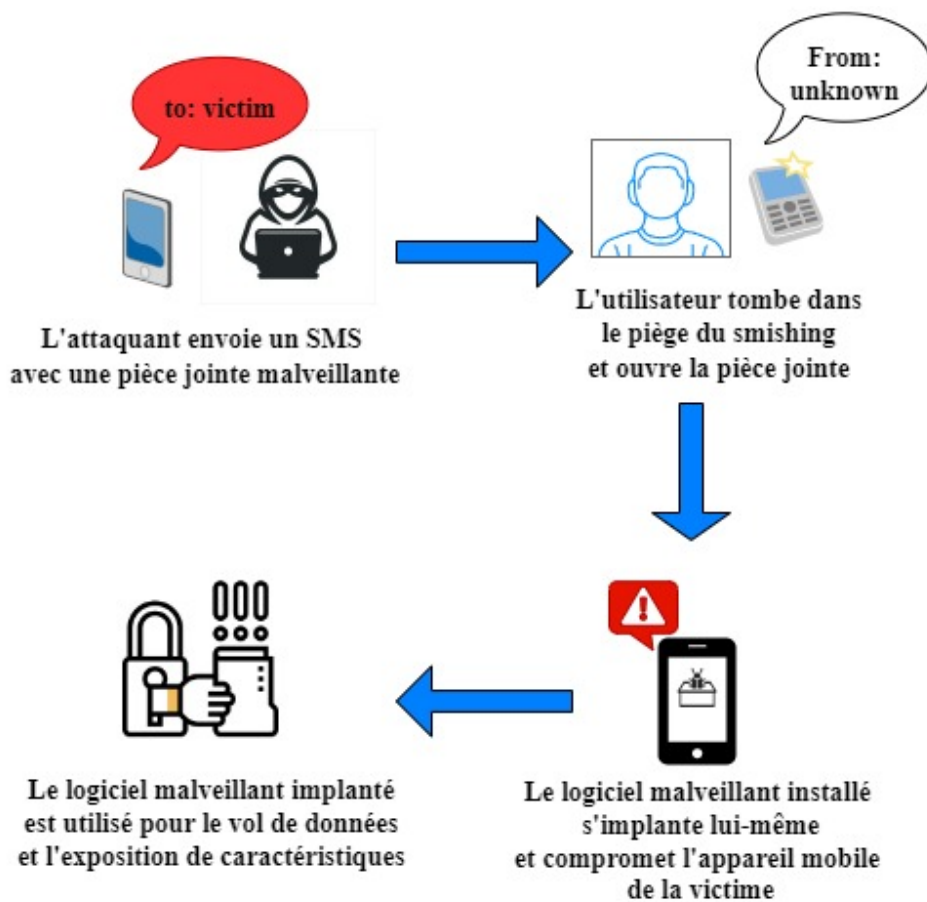 to: victim
From:
unknown
L'attaquant envoie un SMS
avec une pièce jointe malveillante
L'utilisateur tombe dans
le piège du smishing
et ouvre la pièce jointe
Le logiciel malveillant implanté
est utilisé pour le vol de données
et l'exposition de caractéristiques
Le logiciel malveillant installé
s'implante lui-même
et compromet l'appareil mobile
de la victime